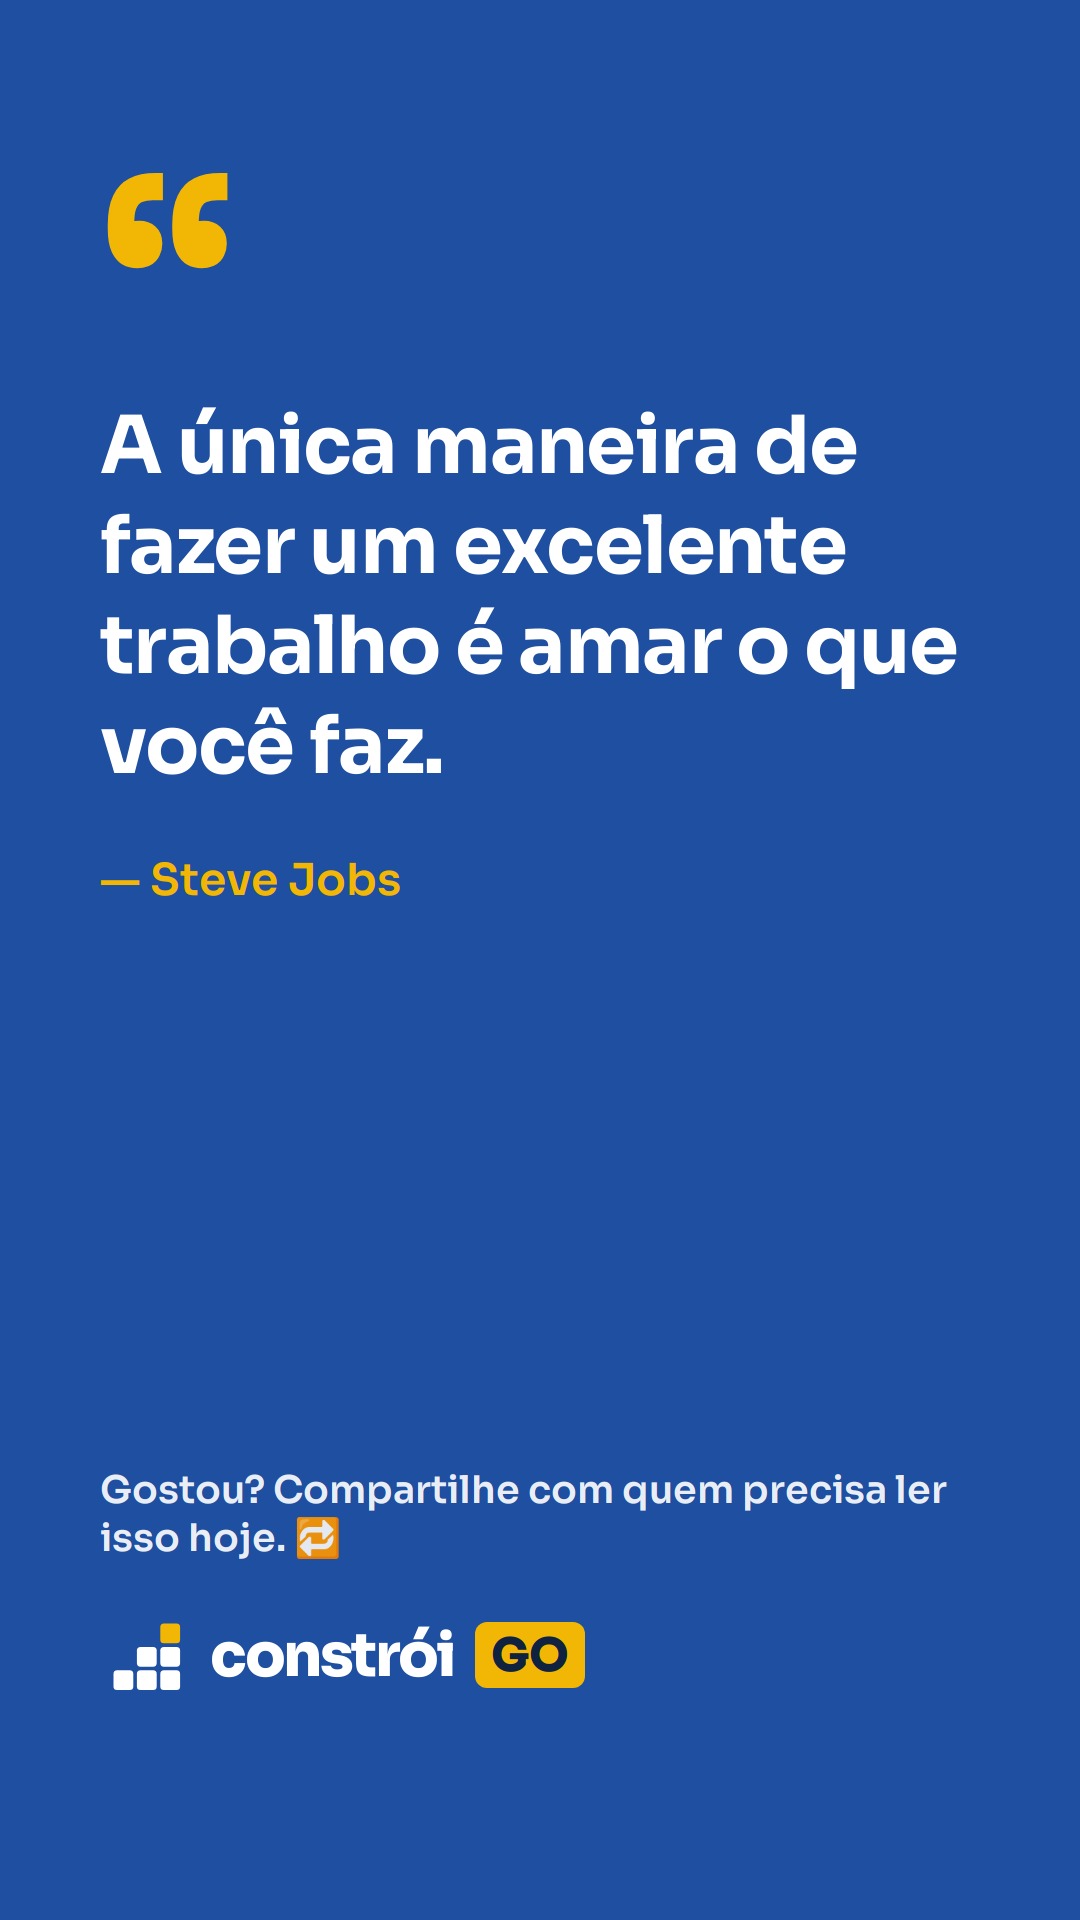 “
A única maneira de
fazer um excelente
trabalho é amar o que
você faz.
— Steve Jobs
Gostou? Compartilhe com quem precisa ler
isso hoje. 🔁
constrói GO